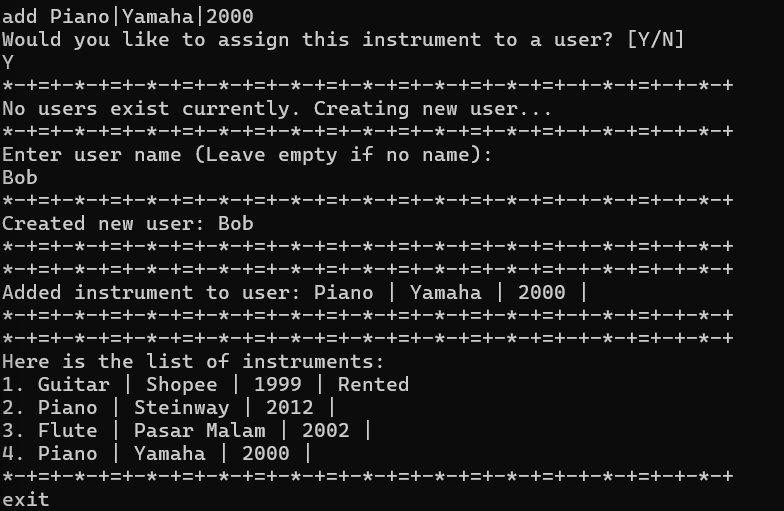 add Piano|Yamaha|2000
Would you like to assign this instrument to a user? [Y/N]
Y
*-+=+-*-+=+-*-+=+-*-+=+-*-+=+-*-+=+-*-+=+-*-+=+-*-+=+-*-+=+-*
No users exist currently. Creating new user...
*-+=+-*-+=+-*-+=+-*-+=+-*-+=+-*-+=+-*-+=+-*-+=+-*-+=+-*-+=+-*
Enter user name (Leave empty if no name):
Bob
*-+=+-*-+=+-*-+=+-*-+=+-*-+=+-*-+=+-*-+=+-*-+=+-*-+=+-*-+=+-*-+
Created new user: Bob
*-+=+-*-+=+-*-+=+-*-+=+-*-+=+-*-+=+-*-+=+-*-+=+-*-+=+-*-+=+-*-+
*-+=+-*-+=+-*-+=+-*-+=+-*-+=+-*-+=+-*-+=+-*-+=+-*-+=+-*-+=+-*-+
Added instrument to user: Piano | Yamaha | 2000 |
*-+=+-*-+=+-*-+=+-*-+=+-*-+=+-*-+=+-*-+=+-*-+=+-*-+=+-*-+=+-*-+
*-+=+-*-+=+-*-+=+-*-+=+-*-+=+-*-+=+-*-+=+-*-+=+-*-+=+-*-+=+-*-+
Here is the list of instruments:
1. Guitar | Shopee | 1999 | Rented
2. Piano | Steinway | 2012 |
3. Flute | Pasar Malam | 2002 |
4. Piano | Yamaha | 2000 |
*-+=+-*-+=+-*-+=+-*-+=+-*-+=+-*-+=+-*-+=+-*-+=+-*-+=+-*-+=+-*-+
exit